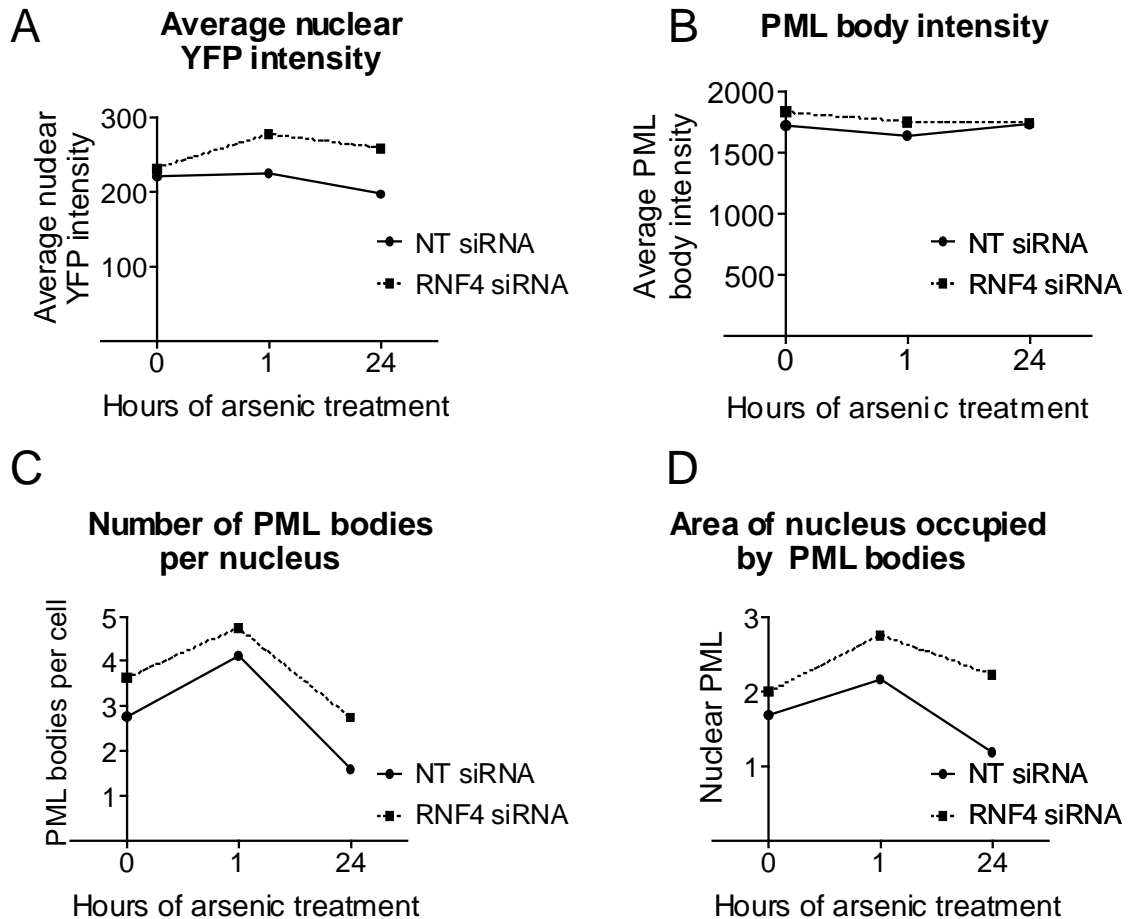 A
Average nuclear
YFP intensity
Average nudear
YFP intensity
300
200
100
NT siRNA
RNF4 siRNA
0 1 24
Hours of arsenic treatment
B
PML body intensity
Average PML
body intensity
2000
1500
1000
500
NT siRNA
RNF4 siRNA
0 1 24
Hours of arsenic treatment
C
Number of PML bodies
per nucleus
PML bodies per cell
5
4
3
2
1
NT siRNA
RNF4 siRNA
0 1 24
Hours of arsenic treatment
D
Area of nucleus occupied
by PML bodies
Nuclear PML
3
2
1
NT siRNA
RNF4 siRNA
0 1 24
Hours of arsenic treatment